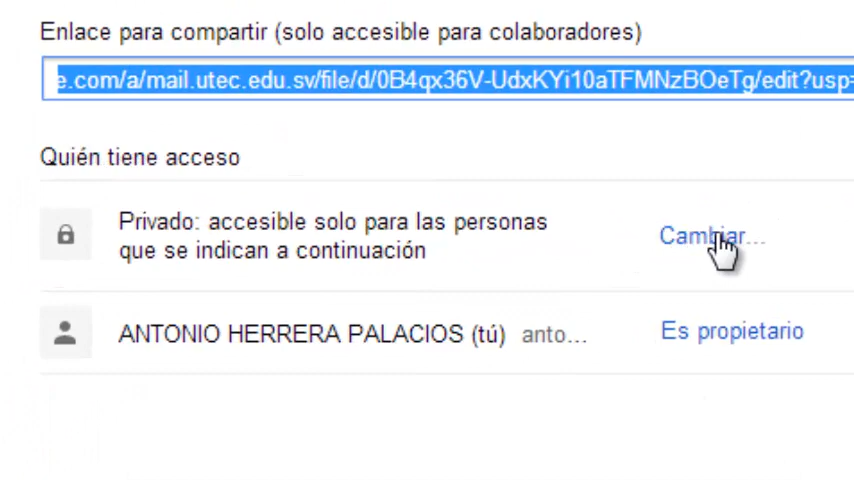 Enlace para compartir (solo accesible para colaboradores)
e.com/a/mail.utec.edu.sv/file/d/0B4qx36V-UdxKYi10aTFMNzBOeTg/edit?usp=
Quién tiene acceso
Privado: accesible solo para las personas
que se indican a continuación
Cambiar...
ANTONIO HERRERA PALACIOS (tú) anto... Es propietario